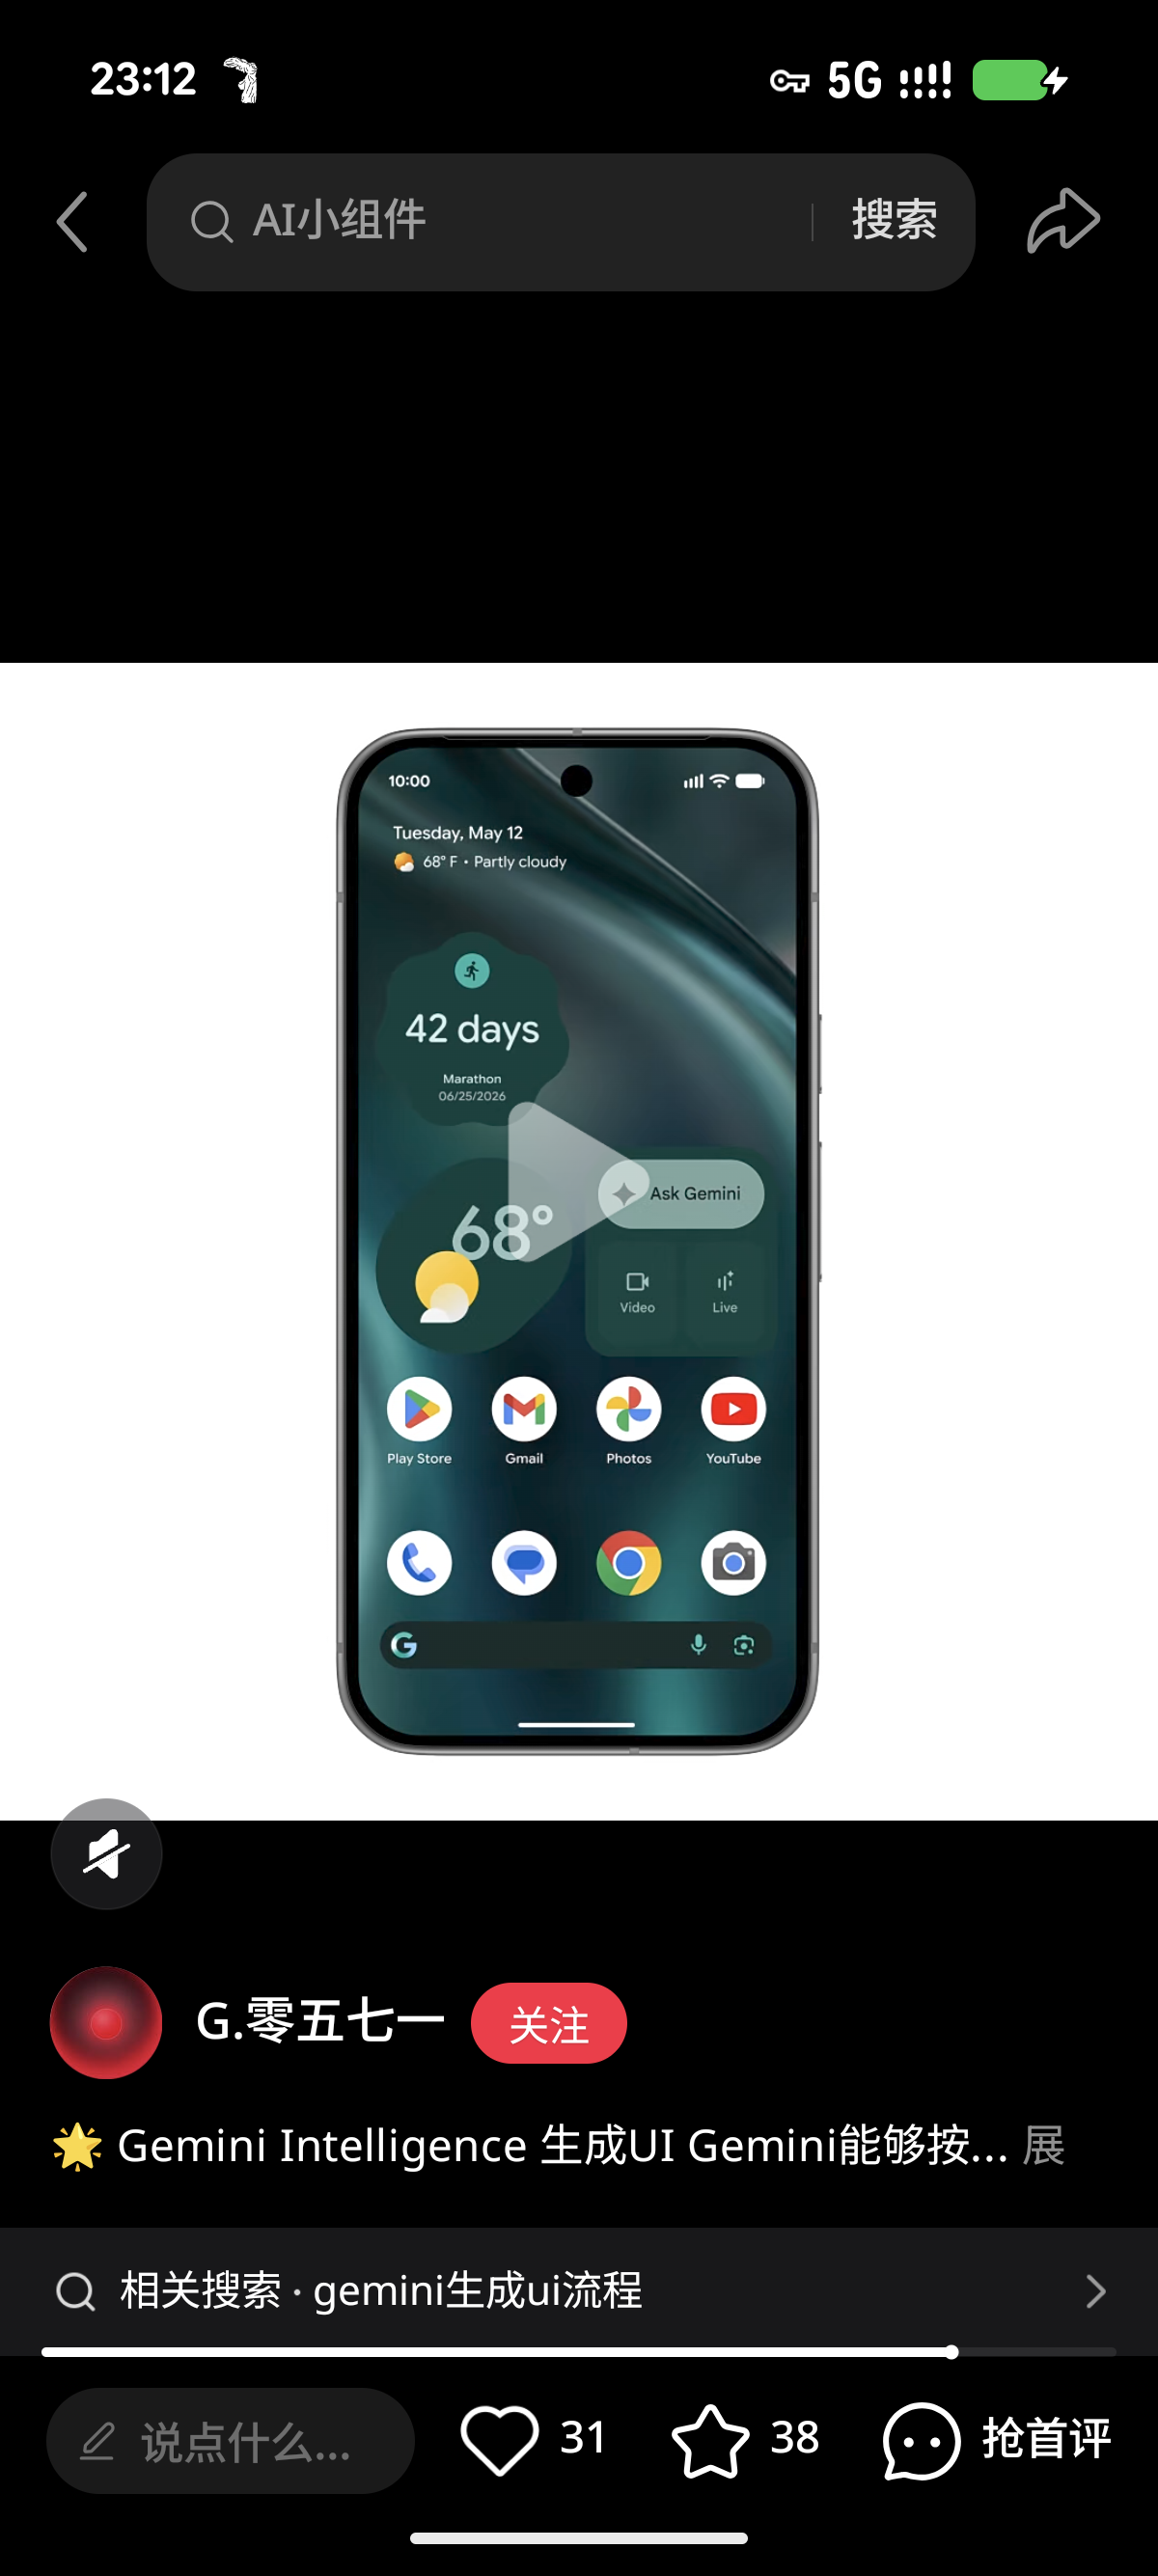 23:12
5G
AI小组件
搜索
10:00
Tuesday, May 12
68° F • Partly cloudy
42 days
Marathon
06/25/2026
68°
Ask Gemini
Video
Live
Play Store
Gmail
Photos
YouTube
G
G.零五七一
关注
🌟 Gemini Intelligence 生成UI Gemini能够按... 展
相关搜索 · gemini生成ui流程
说点什么...
31
38
抢首评